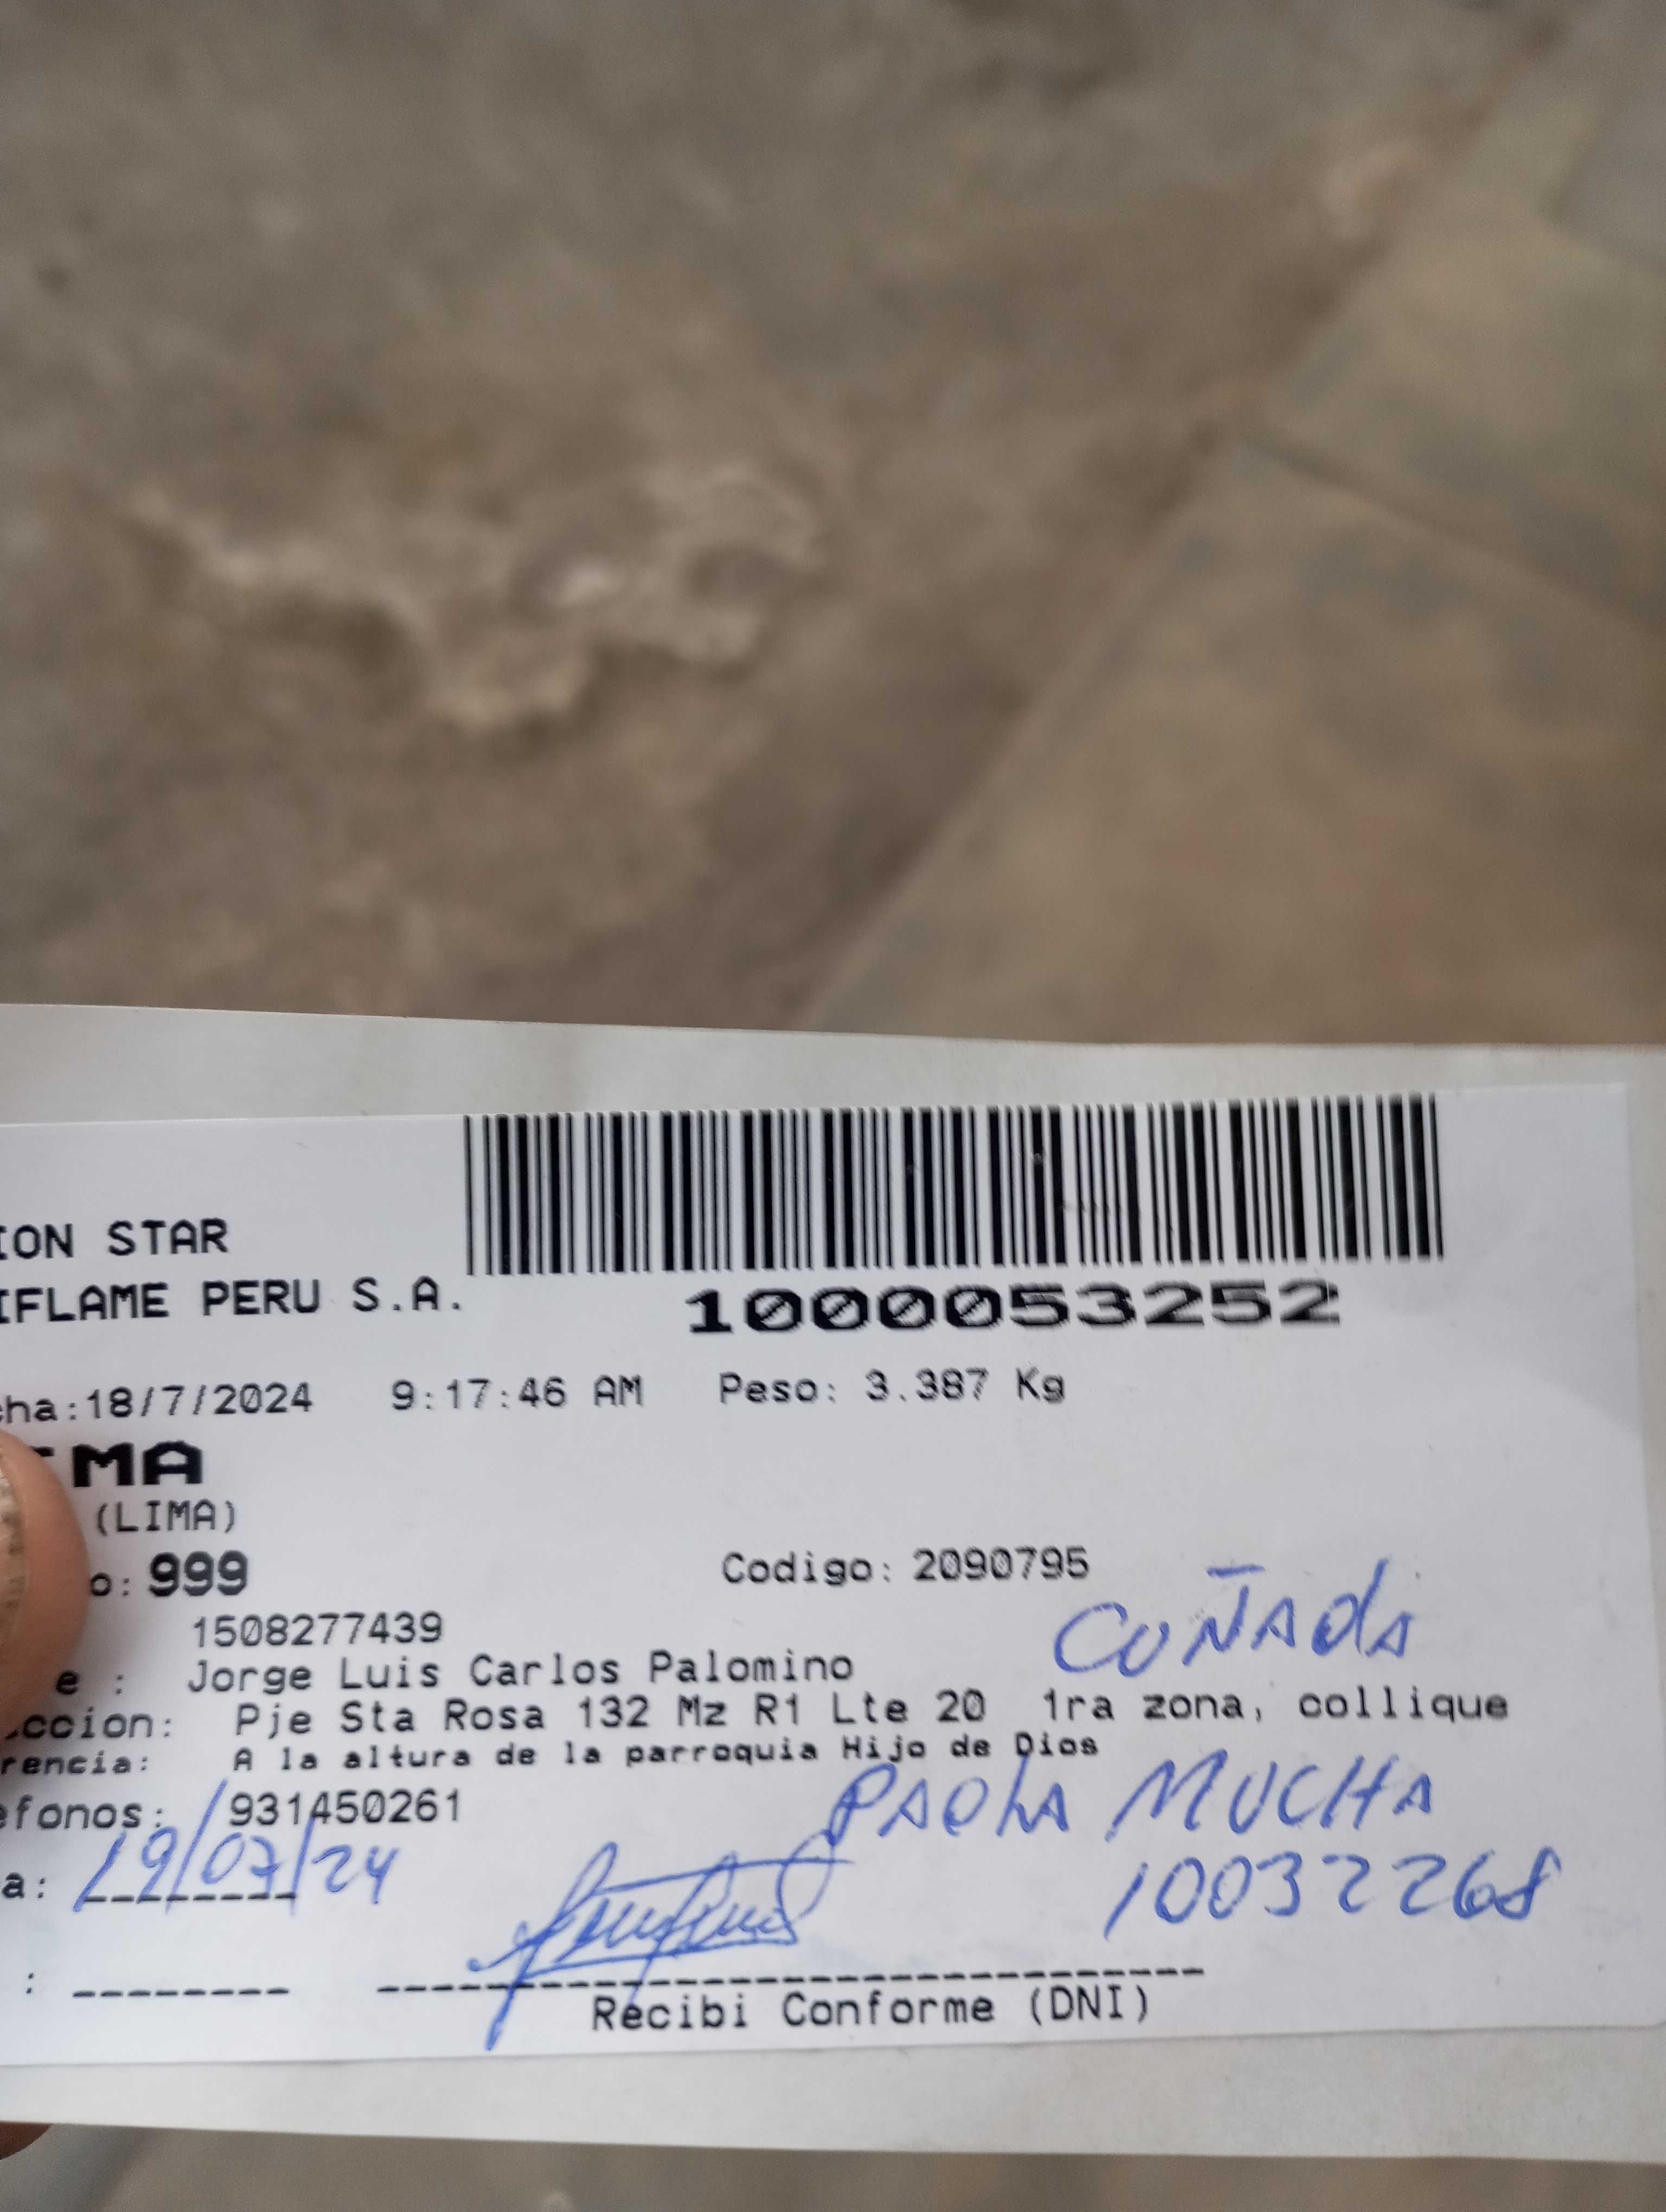 ION STAR
IFLAME PERU S.A.
1000053252
cha:18/7/2024 9:17:46 AM Peso: 3.387 Kg
IMA
(LIMA)
o: 999 Codigo: 2090795
1508277439 CUÑAdA
e : Jorge Luis Carlos Palomino
ccion: Pje Sta Rosa 132 Mz R1 Lte 20 1ra zona, collique
rencia: A la altura de la parroquia Hijo de Dios
efonos: 931450261 PAOLA MUCHA
a: 19/07/24 10032268
: --------
Recibi Conforme (DNI)